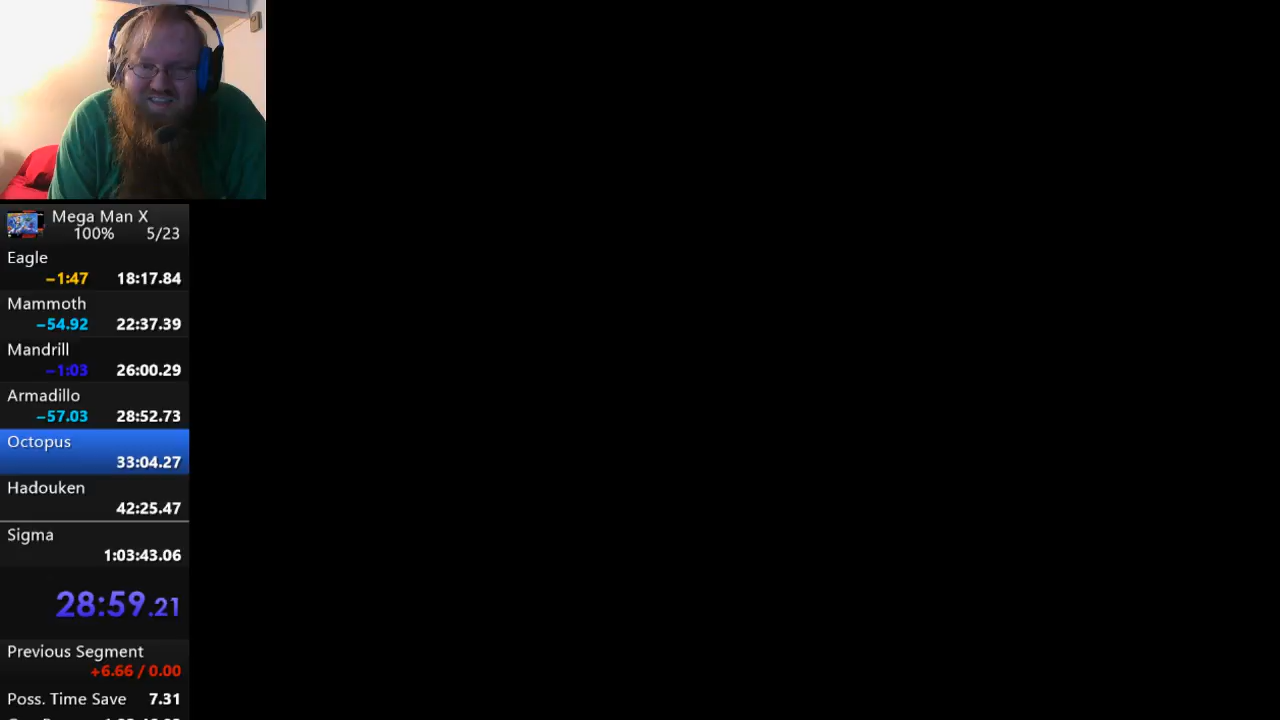 Mega Man X
100% 5/23
Eagle
−1:47 18:17.84
Mammoth
−54.92 22:37.39
Mandrill
−1:03 26:00.29
Armadillo
−57.03 28:52.73
Octopus
33:04.27
Hadouken
42:25.47
Sigma
1:03:43.06
28:59.21
Previous Segment
+6.66 / 0.00
Poss. Time Save 7.31